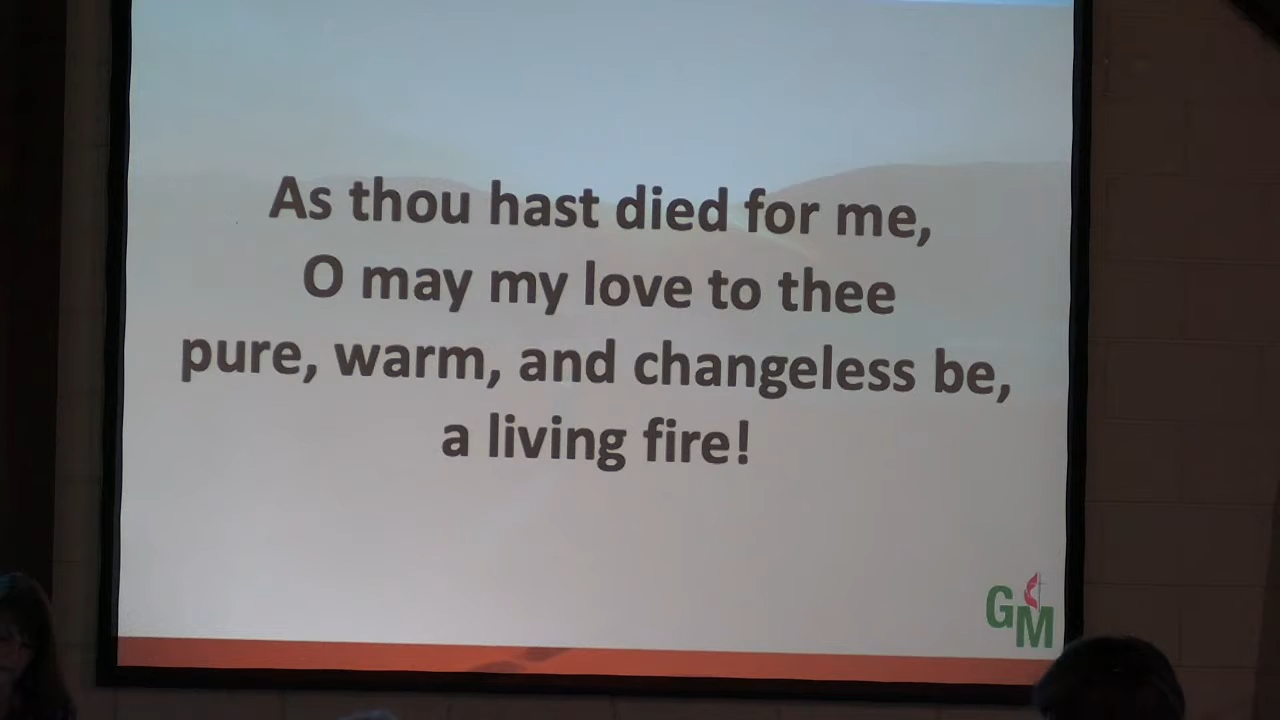 As thou hast died for me,
O may my love to thee
pure, warm, and changeless be,
a living fire!
GM